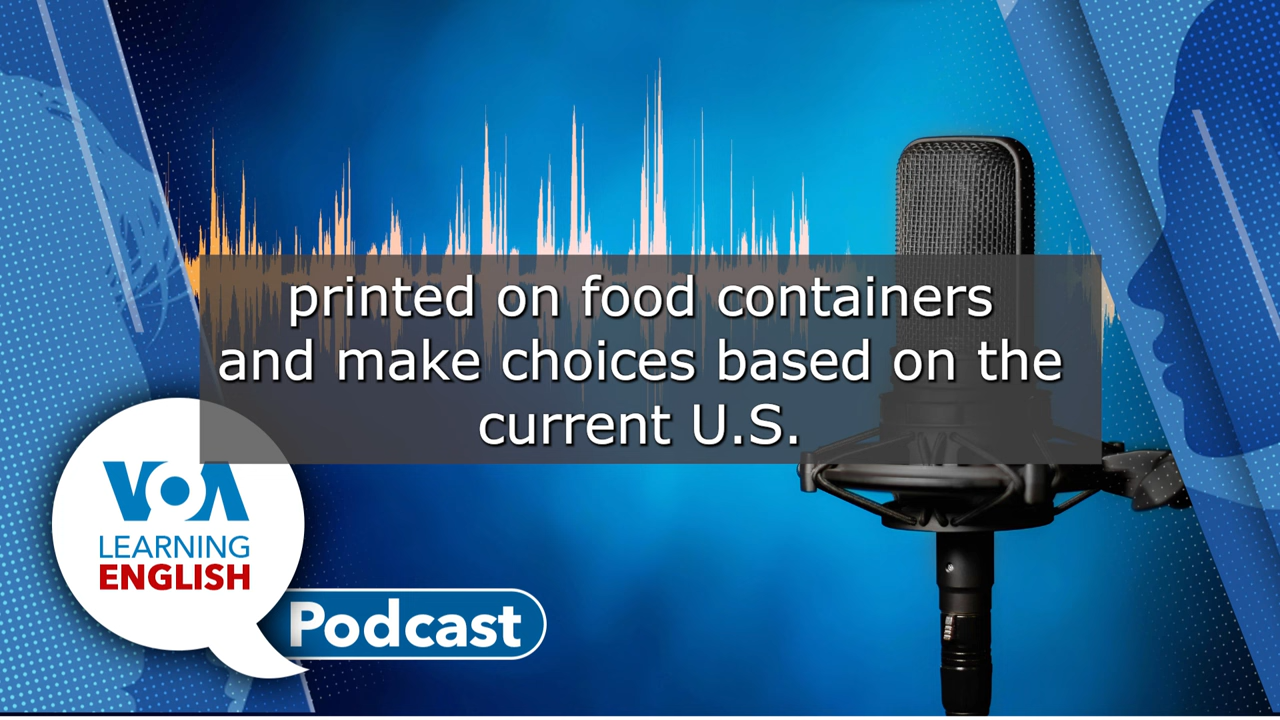 printed on food containers
and make choices based on the
current U.S.
VOA
LEARNING
ENGLISH
Podcast